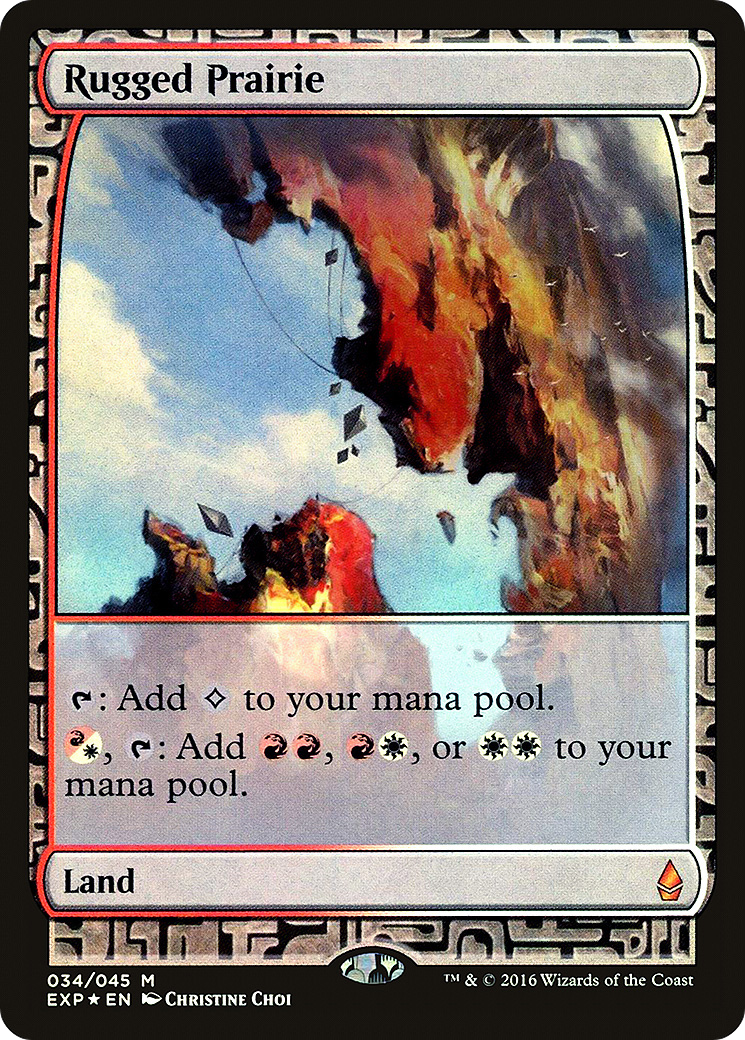 Rugged Prairie
: Add to your mana pool.
, : Add , , or to your
mana pool.
Land
034/045 M
EXP ★ EN Christine Choi
™ & © 2016 Wizards of the Coast